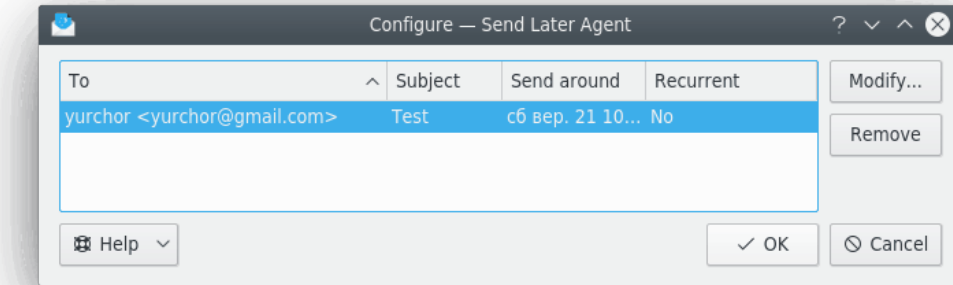 Configure — Send Later Agent
To Subject Send around Recurrent
Modify...
yurchor <yurchor@gmail.com> Test сб вер. 21 10... No
Remove
Help
OK
Cancel